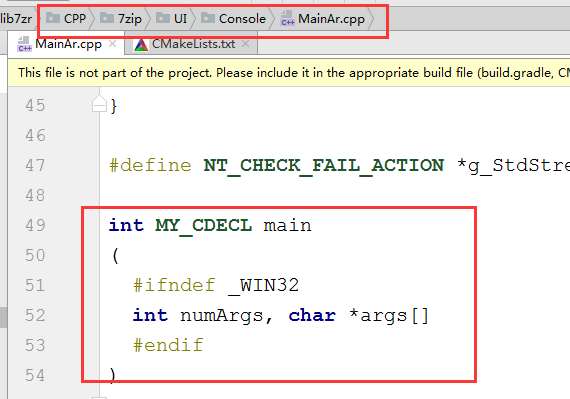 lib7zr CPP 7zip UI Console MainAr.cpp
MainAr.cpp × CMakeLists.txt ×
This file is not part of the project. Please include it in the appropriate build file (build.gradle, CM
45 }
46
47 #define NT_CHECK_FAIL_ACTION *g_StdStre
48
49 int MY_CDECL main
50 (
51 #ifndef _WIN32
52 int numArgs, char *args[]
53 #endif
54 )